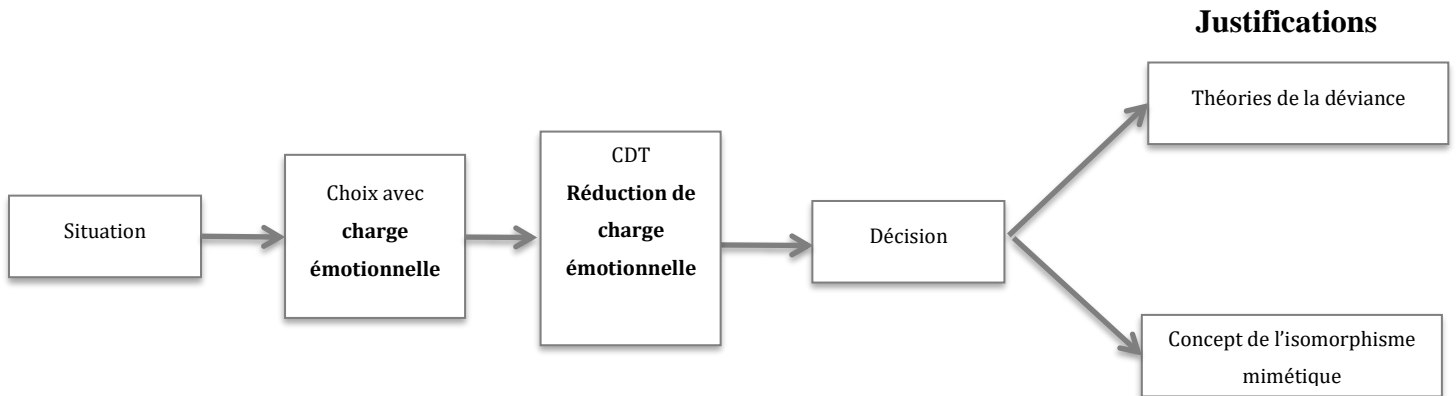 Justifications
Théories de la déviance
CDT
Réduction de
charge
émotionnelle
Choix avec
charge
émotionnelle
Situation
Décision
Concept de l’isomorphisme
mimétique